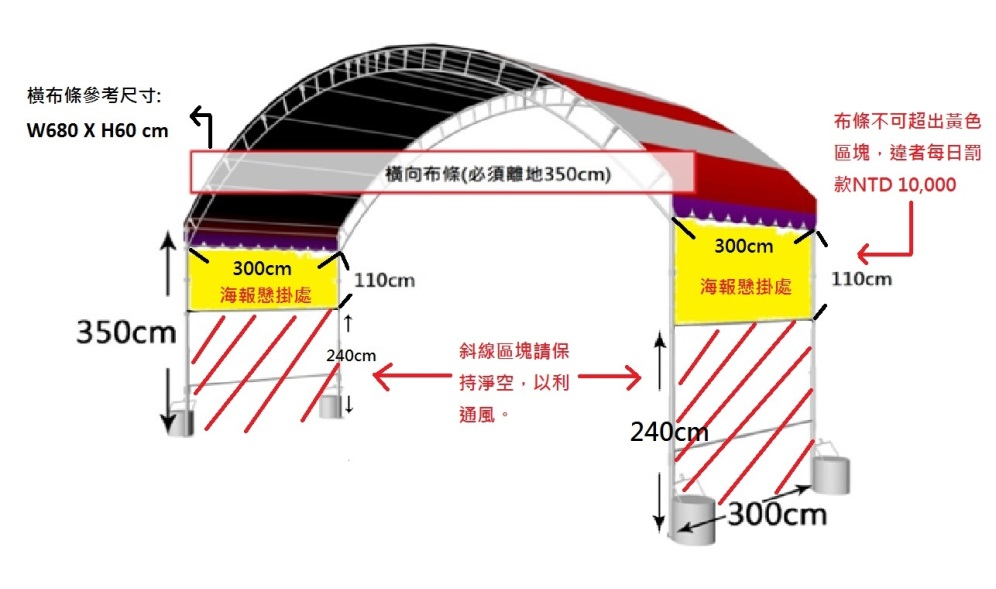 橫布條參考尺寸:
W680 X H60 cm
橫向布條(必須離地350cm)
布條不可超出黃色
區塊，違者每日罰
款NTD 10,000
300cm
海報懸掛處
110cm
300cm
海報懸掛處
110cm
350cm
240cm
斜線區塊請保
持淨空，以利
通風。
240cm
300cm